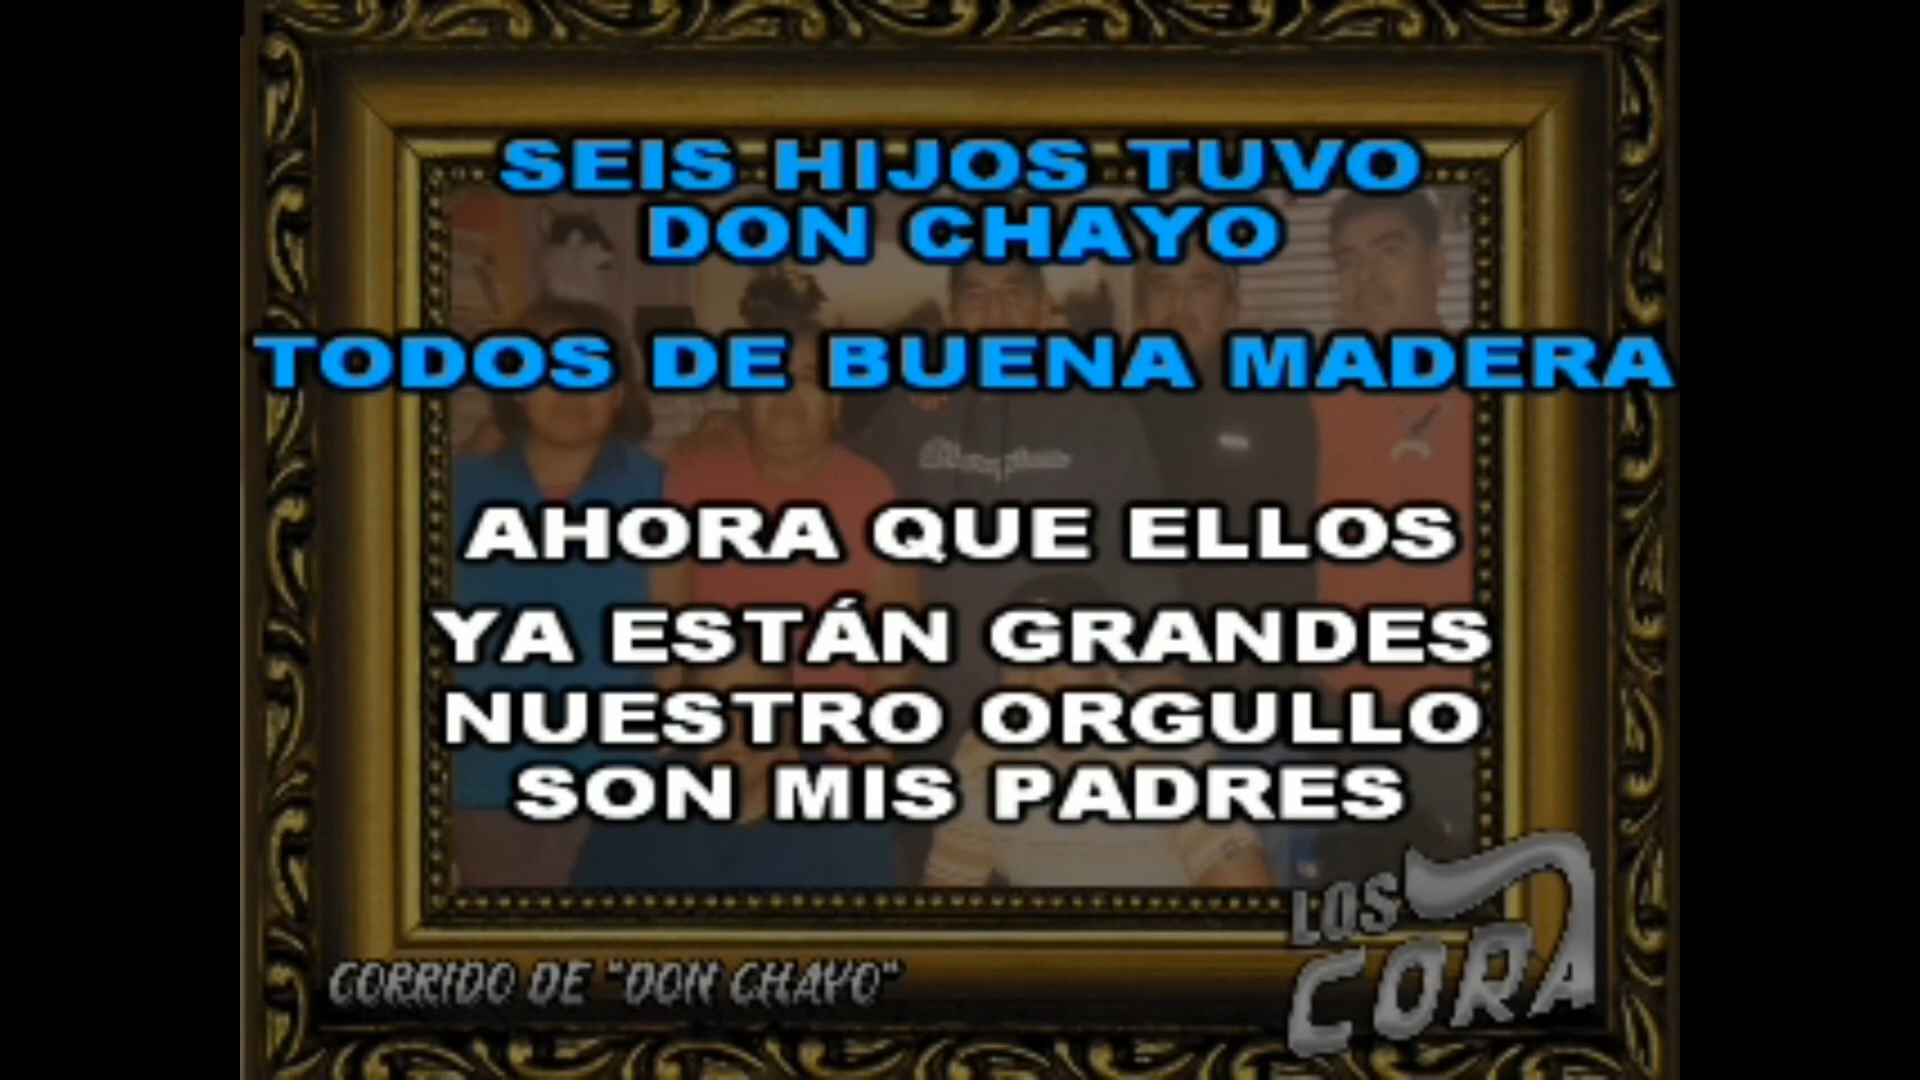 SEIS HIJOS TUVO
DON CHAYO
TODOS DE BUENA MADERA
AHORA QUE ELLOS
YA ESTÁN GRANDES
NUESTRO ORGULLO
SON MIS PADRES
LOS
CORA
CORRIDO DE "DON CHAYO"